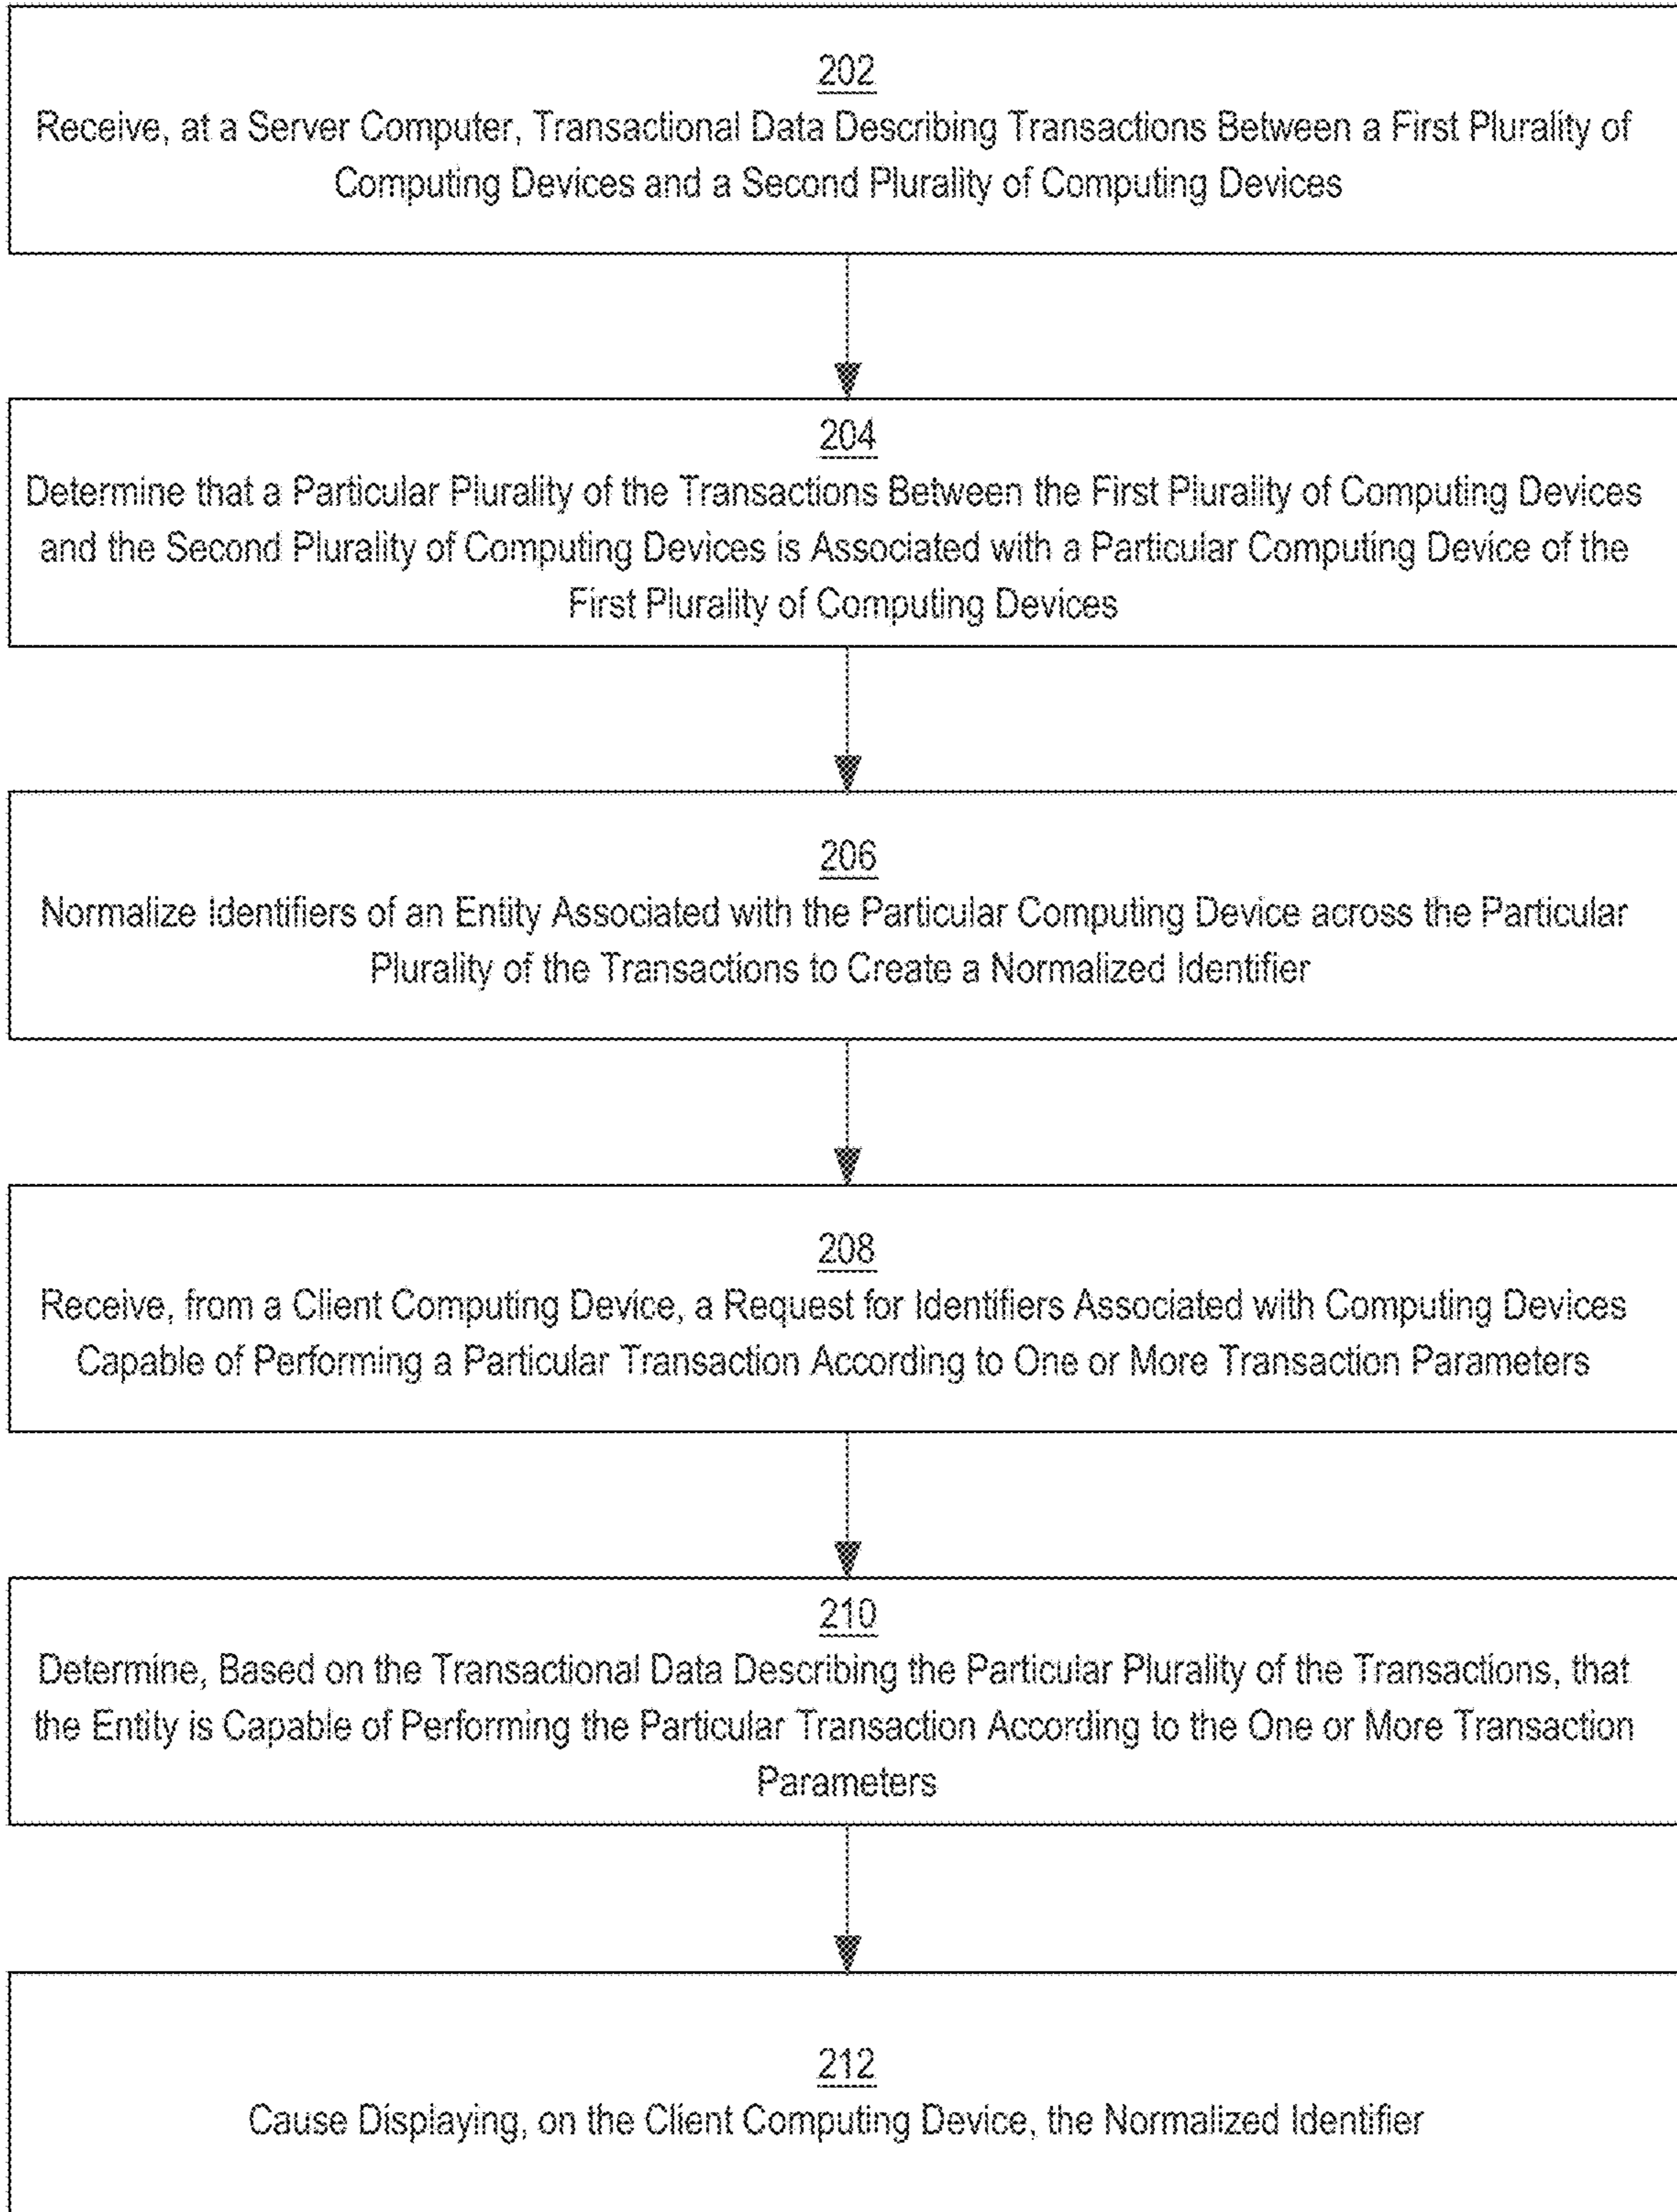 202
Receive, at a Server Computer, Transactional Data Describing Transactions Between a First Plurality of
Computing Devices and a Second Plurality of Computing Devices
204
Determine that a Particular Plurality of the Transactions Between the First Plurality of Computing Devices
and the Second Plurality of Computing Devices is Associated with a Particular Computing Device of the
First Plurality of Computing Devices
206
Normalize Identifiers of an Entity Associated with the Particular Computing Device across the Particular
Plurality of the Transactions to Create a Normalized Identifier
208
Receive, from a Client Computing Device, a Request for Identifiers Associated with Computing Devices
Capable of Performing a Particular Transaction According to One or More Transaction Parameters
210
Determine, Based on the Transactional Data Describing the Particular Plurality of the Transactions, that
the Entity is Capable of Performing the Particular Transaction According to the One or More Transaction
Parameters
212
Cause Displaying, on the Client Computing Device, the Normalized Identifier